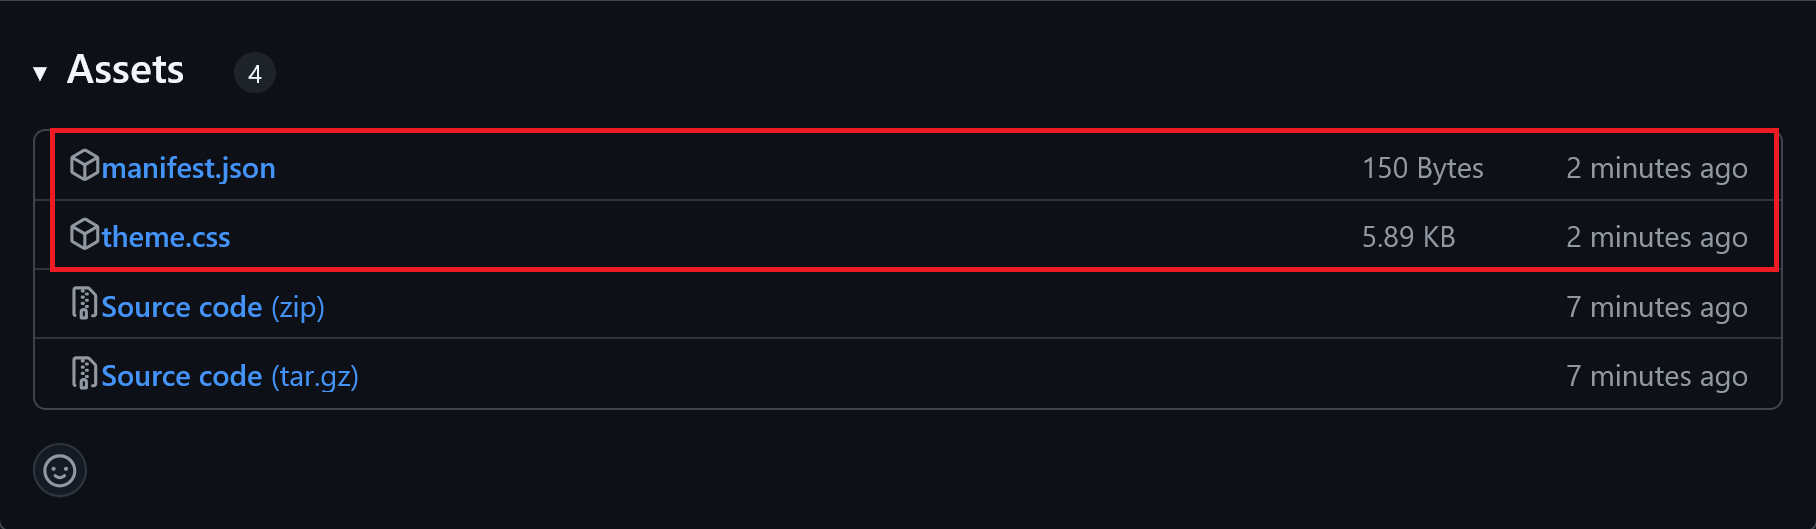 Assets 4
manifest.json 150 Bytes 2 minutes ago
theme.css 5.89 KB 2 minutes ago
Source code (zip) 7 minutes ago
Source code (tar.gz) 7 minutes ago